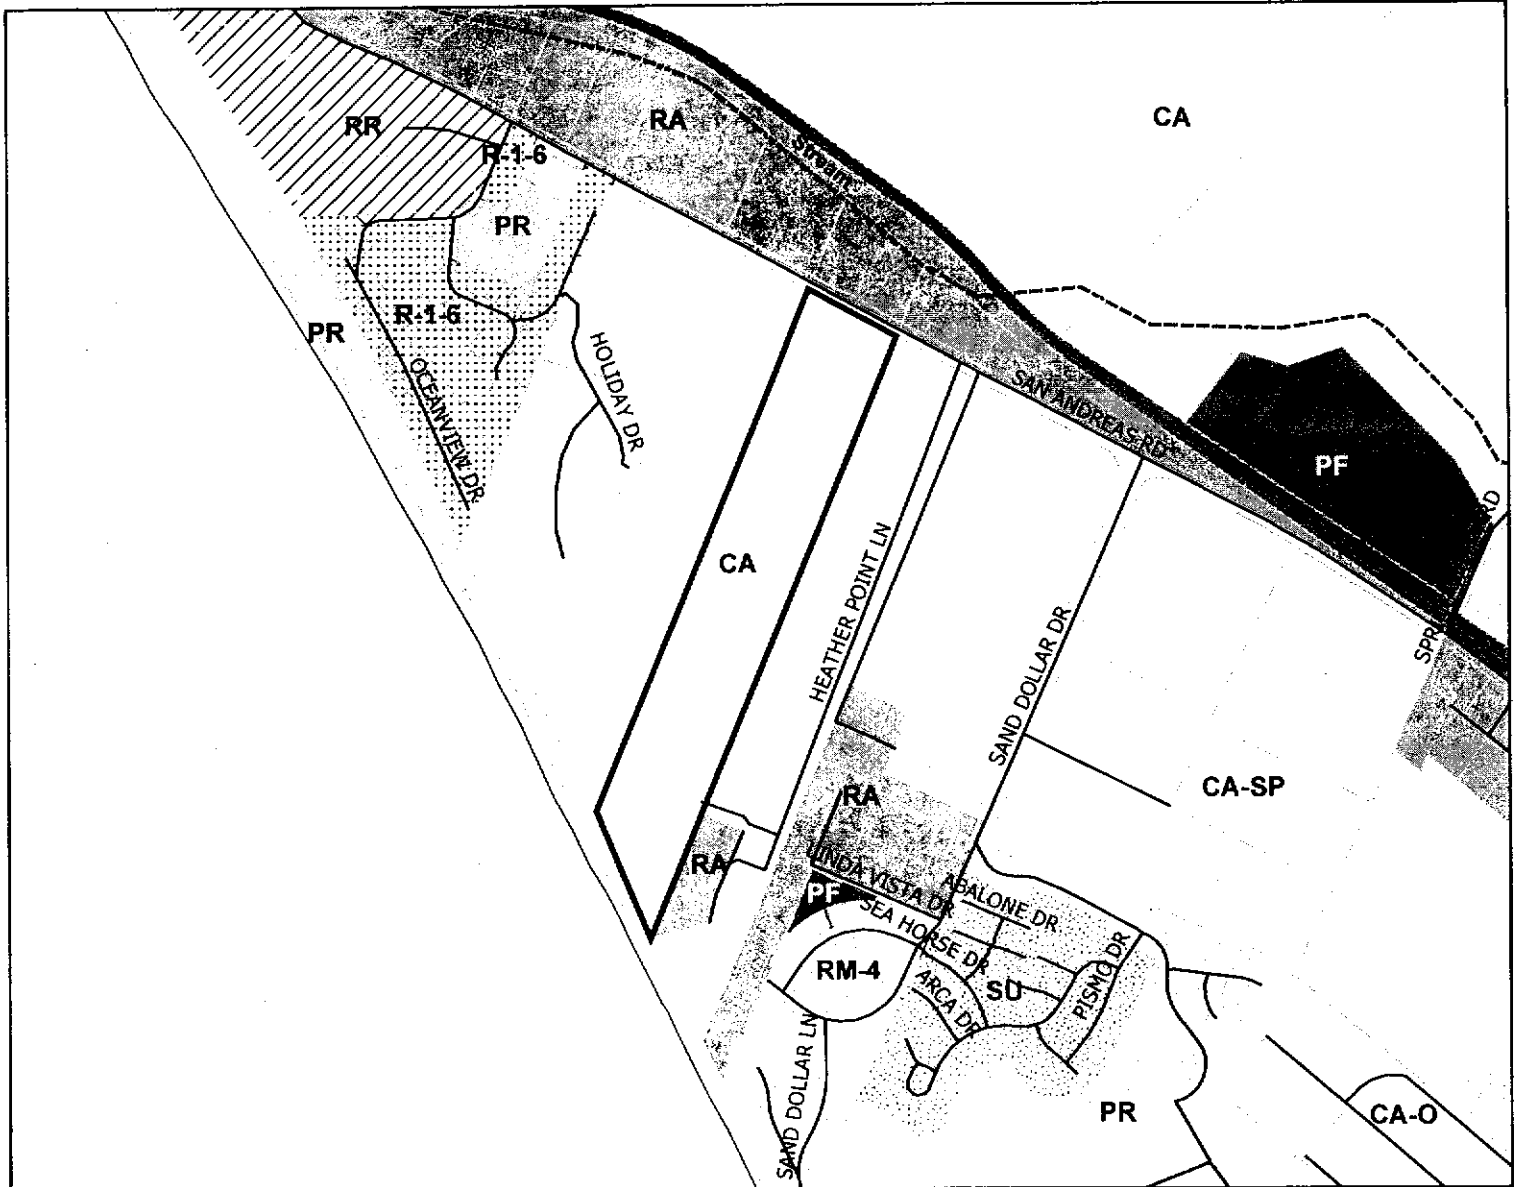 CA
RR
RA
R-1-6
Stream
PR
R-1-6
PR
HOLIDAY DR
OCEANVIEW DR
SAN ANDREAS RD
PF
RD
CA
HEATHER POINT LN
SAND DOLLAR DR
SPR
CA-SP
RA
RA
LINDA VISTA DR
PF
ABALONE DR
SEA HORSE DR
RM-4
SU
PISMO DR
ARCA DR
SAND DOLLAR LN
PR
CA-O